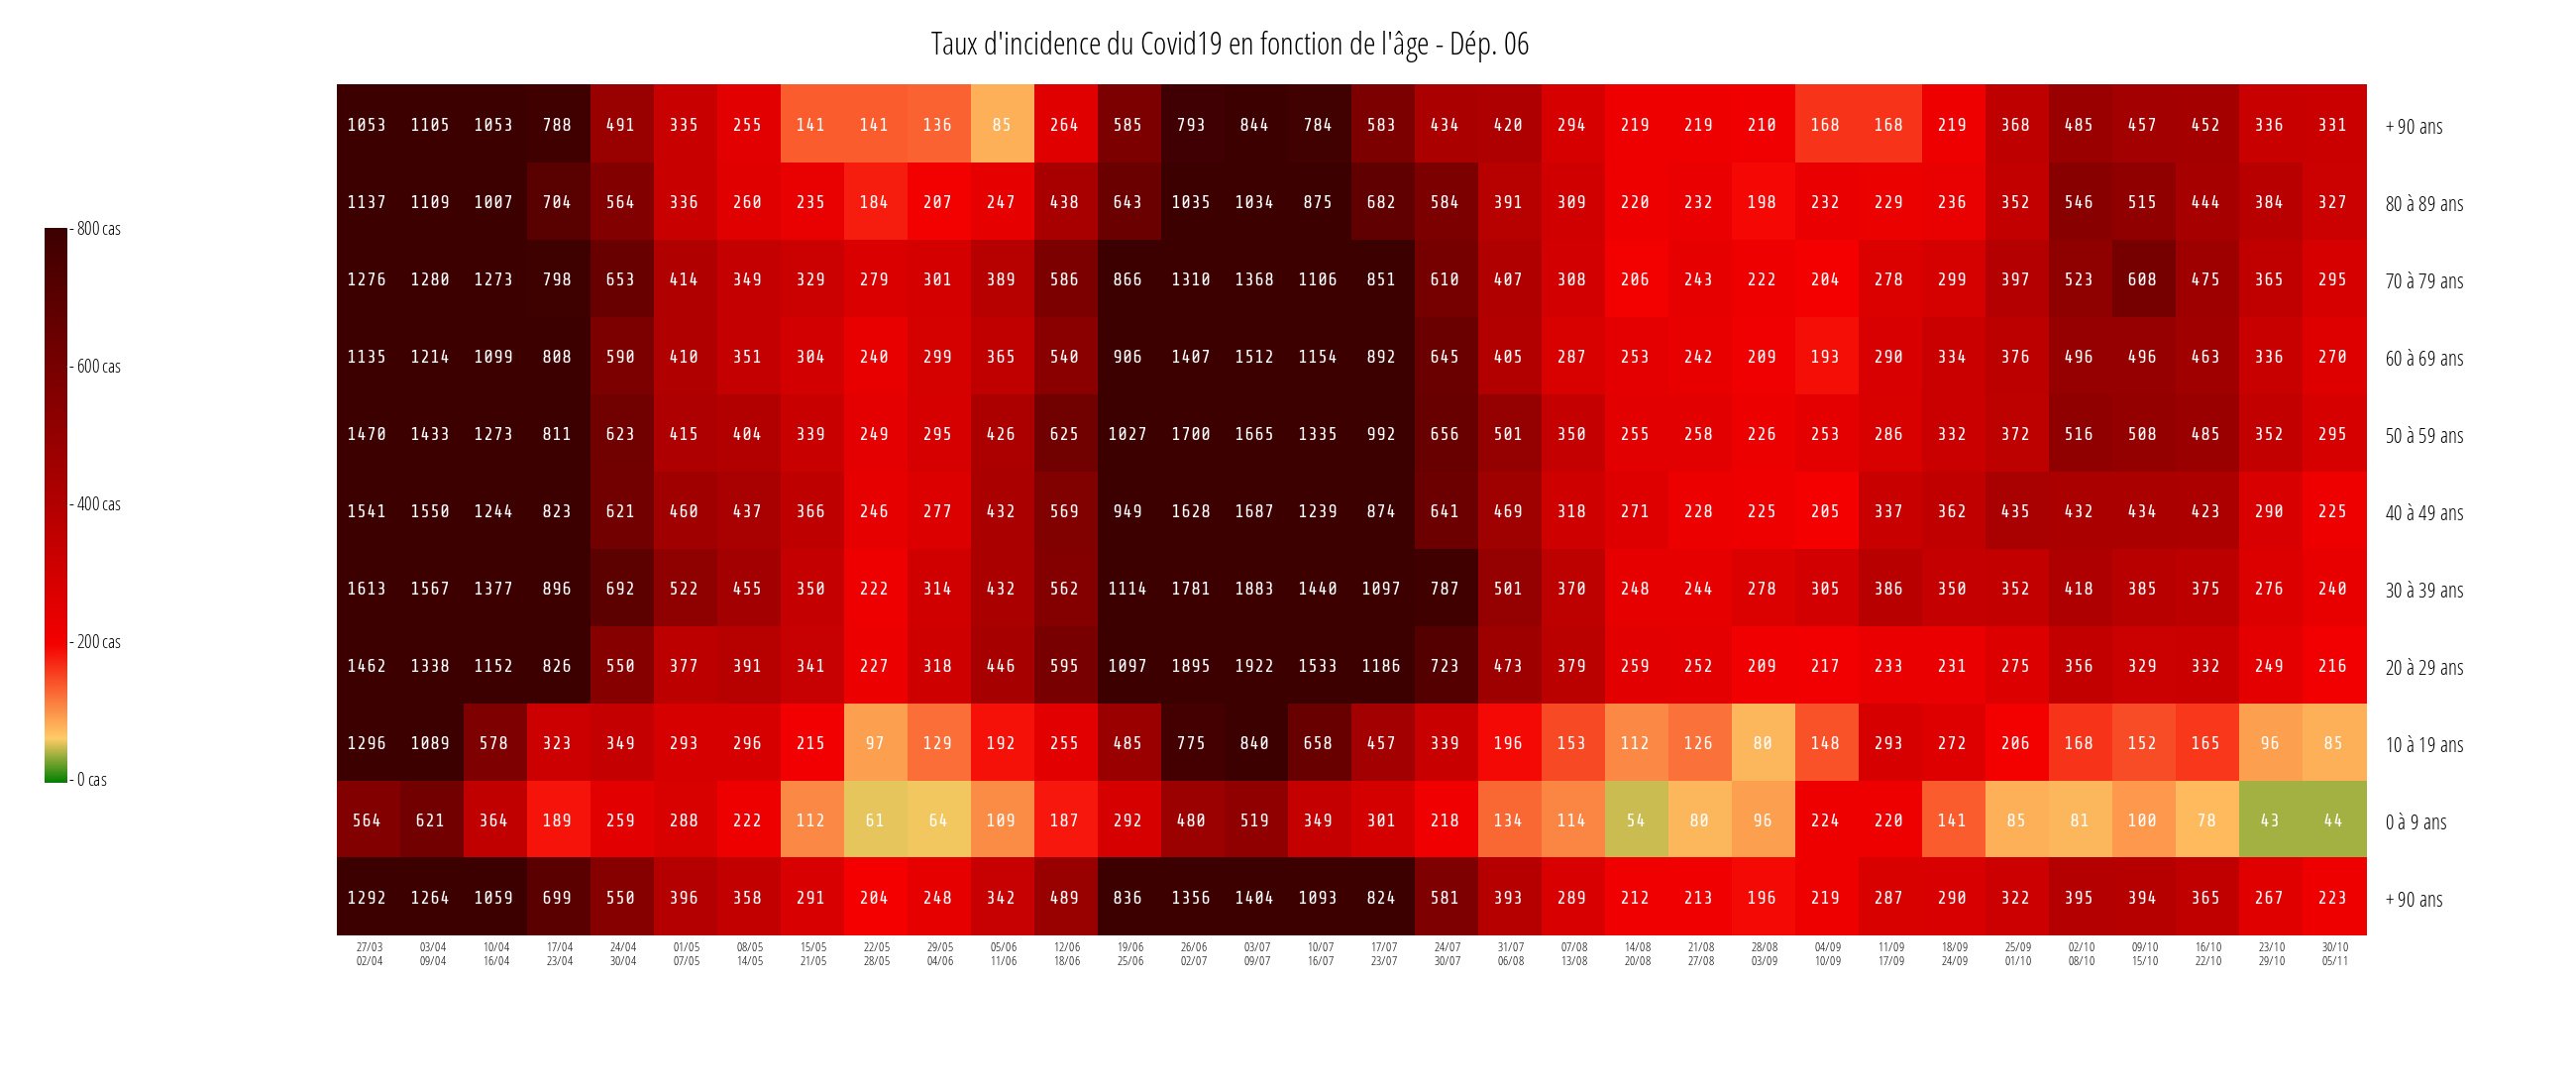 Taux d'incidence du Covid19 en fonction de l'âge - Dép. 06
1053 1105 1053 788 491 335 255 141 141 136 85 264 585 793 844 784 583 434 420 294 219 219 210 168 168 219 368 485 457 452 336 331 + 90 ans
1137 1109 1007 704 564 336 260 235 184 207 247 438 643 1035 1034 875 682 584 391 309 220 232 198 232 229 236 352 546 515 444 384 327 80 à 89 ans
- 800 cas
1276 1280 1273 798 653 414 349 329 279 301 389 586 866 1310 1368 1106 851 610 407 308 206 243 222 204 278 299 397 523 608 475 365 295 70 à 79 ans
1135 1214 1099 808 590 410 351 304 240 299 365 540 906 1407 1512 1154 892 645 405 287 253 242 209 193 290 334 376 496 496 463 336 270 60 à 69 ans
- 600 cas
1470 1433 1273 811 623 415 404 339 249 295 426 625 1027 1700 1665 1335 992 656 501 350 255 258 226 253 286 332 372 516 508 485 352 295 50 à 59 ans
- 400 cas
1541 1550 1244 823 621 460 437 366 246 277 432 569 949 1628 1687 1239 874 641 469 318 271 228 225 205 337 362 435 432 434 423 290 225 40 à 49 ans
1613 1567 1377 896 692 522 455 350 222 314 432 562 1114 1781 1883 1440 1097 787 501 370 248 244 278 305 386 350 352 418 385 375 276 240 30 à 39 ans
- 200 cas
1462 1338 1152 826 550 377 391 341 227 318 446 595 1097 1895 1922 1533 1186 723 473 379 259 252 209 217 233 231 275 356 329 332 249 216 20 à 29 ans
1296 1089 578 323 349 293 296 215 97 129 192 255 485 775 840 658 457 339 196 153 112 126 80 148 293 272 206 168 152 165 96 85 10 à 19 ans
- 0 cas
564 621 364 189 259 288 222 112 61 64 109 187 292 480 519 349 301 218 134 114 54 80 96 224 220 141 85 81 100 78 43 44 0 à 9 ans
1292 1264 1059 699 550 396 358 291 204 248 342 489 836 1356 1404 1093 824 581 393 289 212 213 196 219 287 290 322 395 394 365 267 223 + 90 ans
27/03 03/04 10/04 17/04 24/04 01/05 08/05 15/05 22/05 29/05 05/06 12/06 19/06 26/06 03/07 10/07 17/07 24/07 31/07 07/08 14/08 21/08 28/08 04/09 11/09 18/09 25/09 02/10 09/10 16/10 23/10 30/10
02/04 09/04 16/04 23/04 30/04 07/05 14/05 21/05 28/05 04/06 11/06 18/06 25/06 02/07 09/07 16/07 23/07 30/07 06/08 13/08 20/08 27/08 03/09 10/09 17/09 24/09 01/10 08/10 15/10 22/10 29/10 05/11